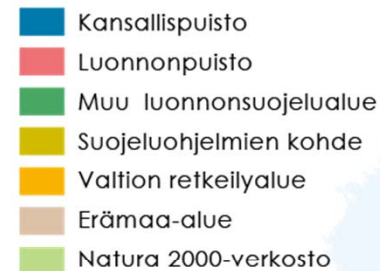 Kansallispuisto
Luonnonpuisto
Muu luonnonsuojelualue
Suojeluohjelmien kohde
Valtion retkeilyalue
Erämaa-alue
Natura 2000-verkosto